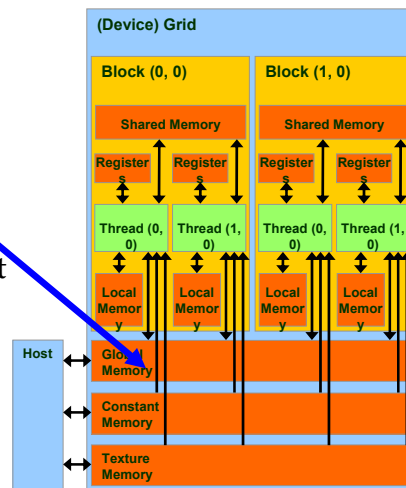 (Device) Grid
Block (0, 0)
Block (1, 0)
Shared Memory
Shared Memory
Register
s
Register
s
Register
s
Register
s
Thread (0,
0)
Thread (1,
0)
Thread (0,
0)
Thread (1,
0)
t
Local
Memor
y
Local
Memor
y
Local
Memor
y
Local
Memor
y
Host
Global
Memory
Constant
Memory
Texture
Memory